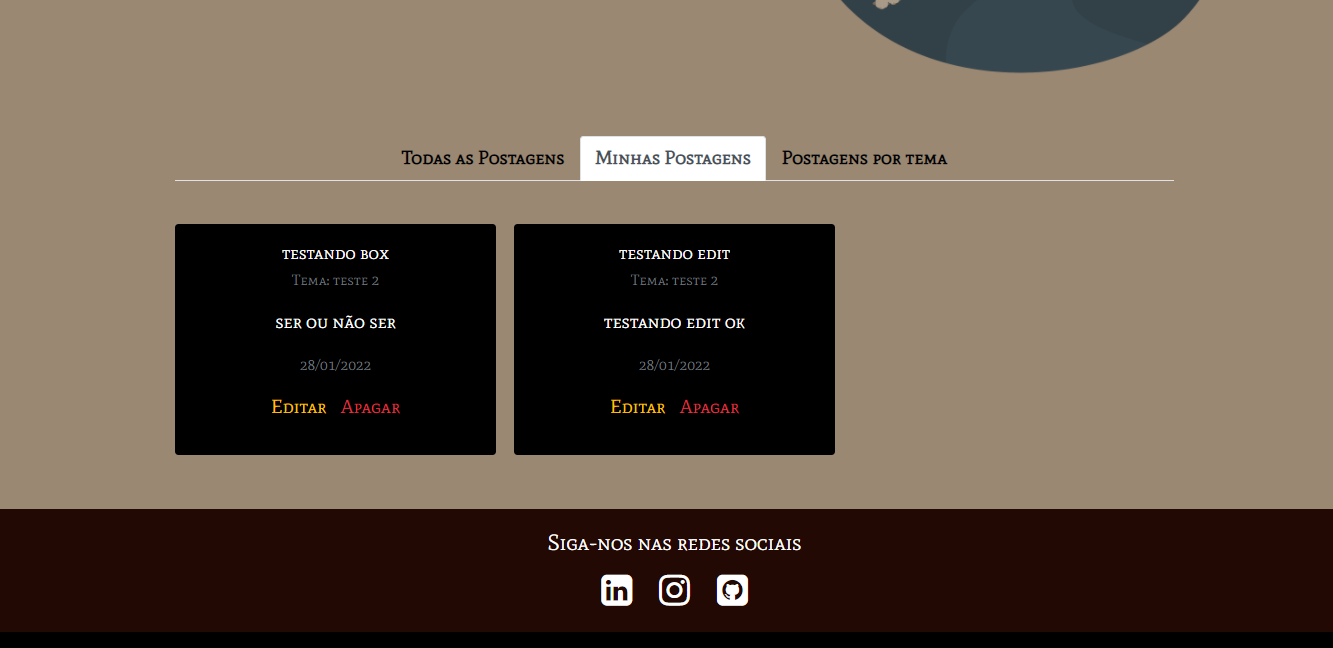 Todas as Postagens Minhas Postagens Postagens por tema
testando box
Tema: teste 2
ser ou não ser
28/01/2022
Editar Apagar
testando edit
Tema: teste 2
testando edit ok
28/01/2022
Editar Apagar
Siga-nos nas redes sociais
in